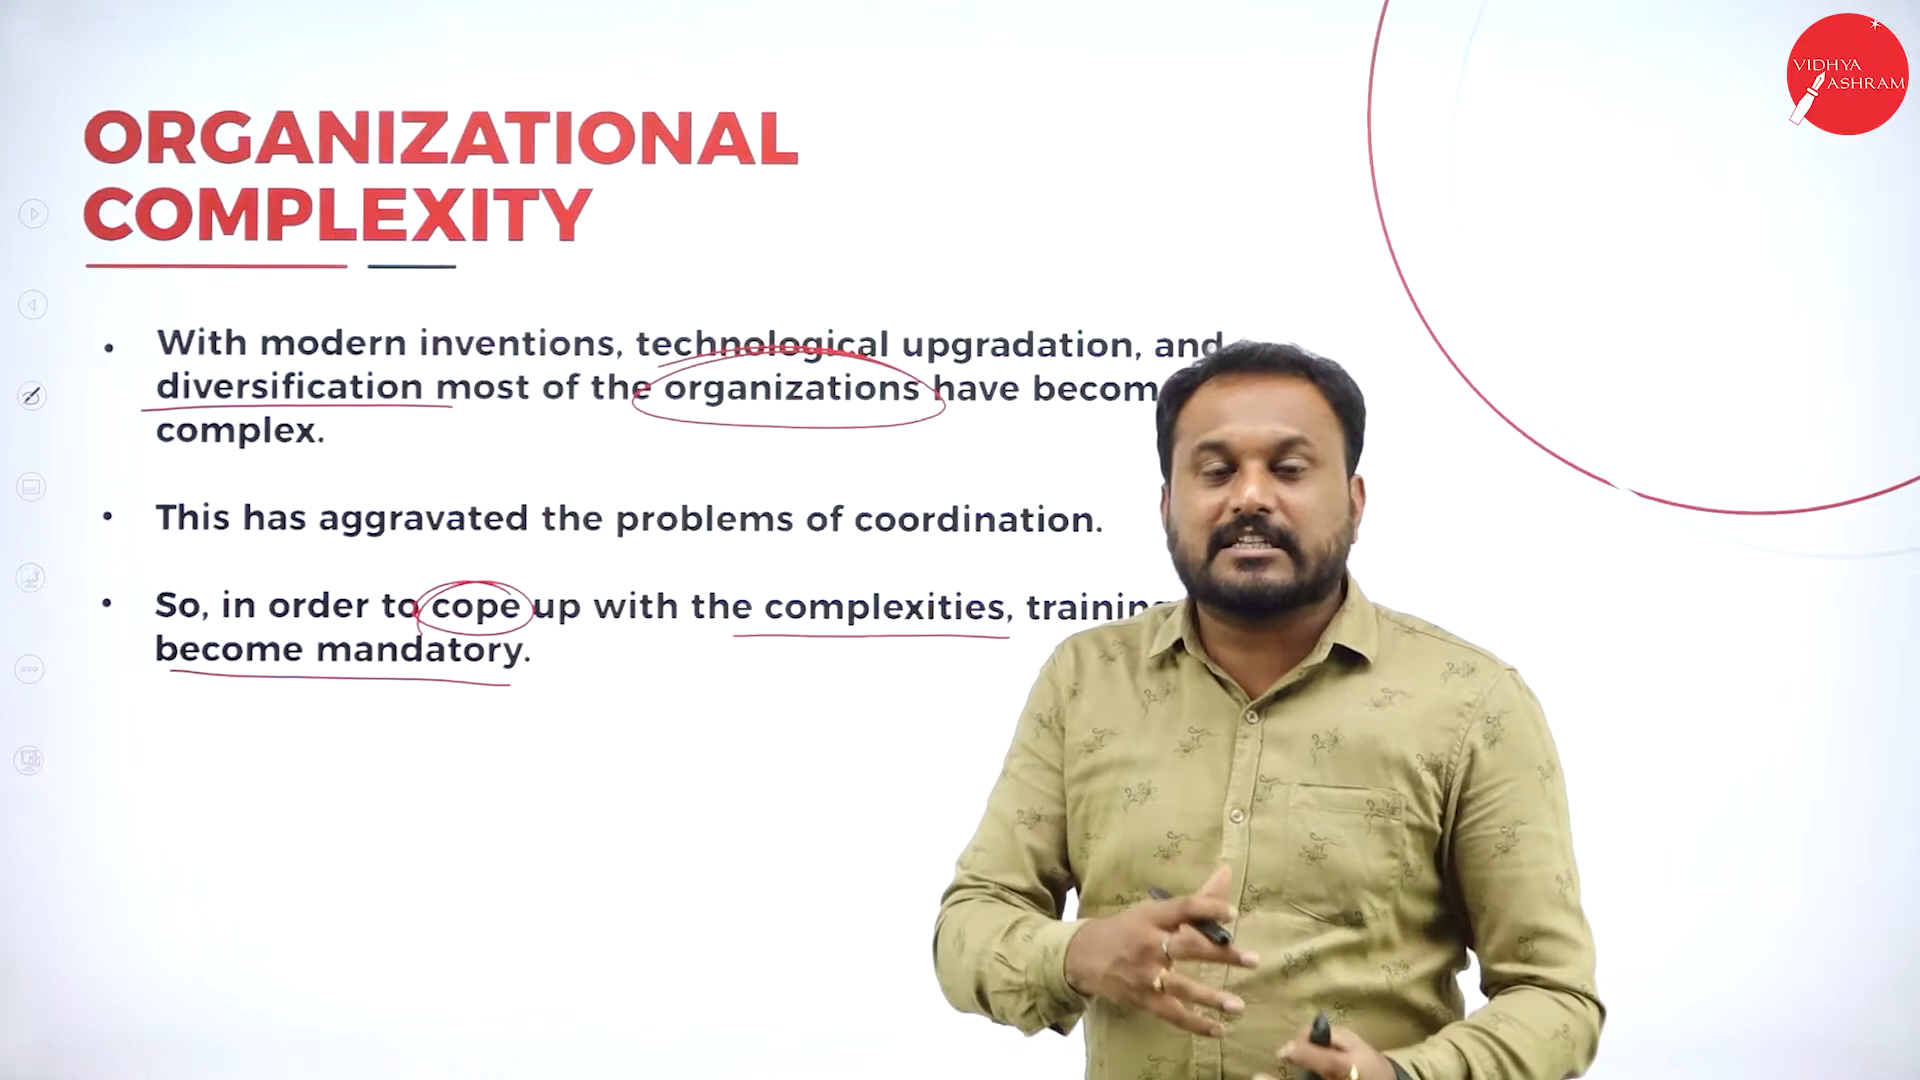 VIDHYA
ASHRAM
ORGANIZATIONAL
COMPLEXITY
With modern inventions, technological upgradation, and
diversification most of the organizations have becom
complex.
This has aggravated the problems of coordination.
So, in order to cope up with the complexities, training
become mandatory.